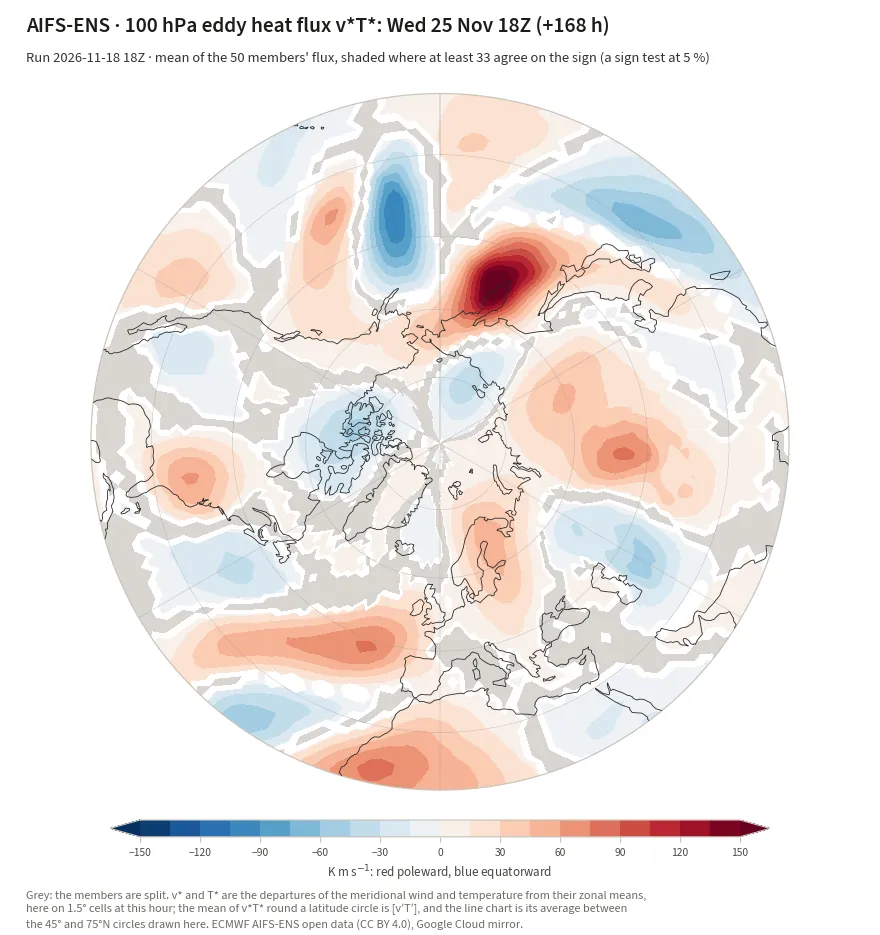 AIFS-ENS · 100 hPa eddy heat flux v*T*: Wed 25 Nov 18Z (+168 h)
Run 2026-11-18 18Z · mean of the 50 members' flux, shaded where at least 33 agree on the sign (a sign test at 5 %)
−150 −120 −90 −60 −30 0 30 60 90 120 150
K m s⁻¹: red poleward, blue equatorward
Grey: the members are split. v* and T* are the departures of the meridional wind and temperature from their zonal means,
here on 1.5° cells at this hour; the mean of v*T* round a latitude circle is [v'T'], and the line chart is its average between
the 45° and 75°N circles drawn here. ECMWF AIFS-ENS open data (CC BY 4.0), Google Cloud mirror.